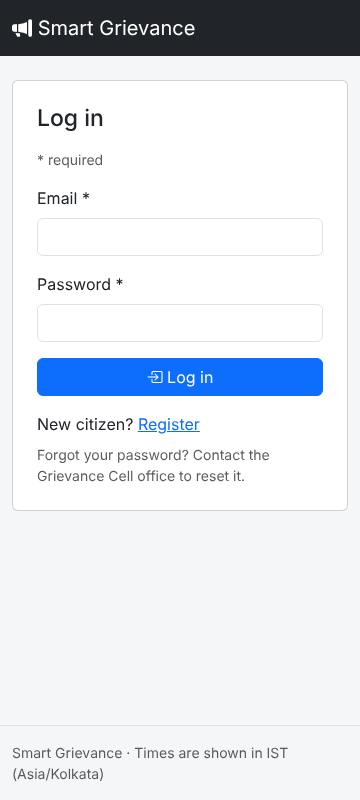 Smart Grievance
Log in
* required
Email *
Password *
Log in
New citizen? Register
Forgot your password? Contact the
Grievance Cell office to reset it.
Smart Grievance · Times are shown in IST
(Asia/Kolkata)